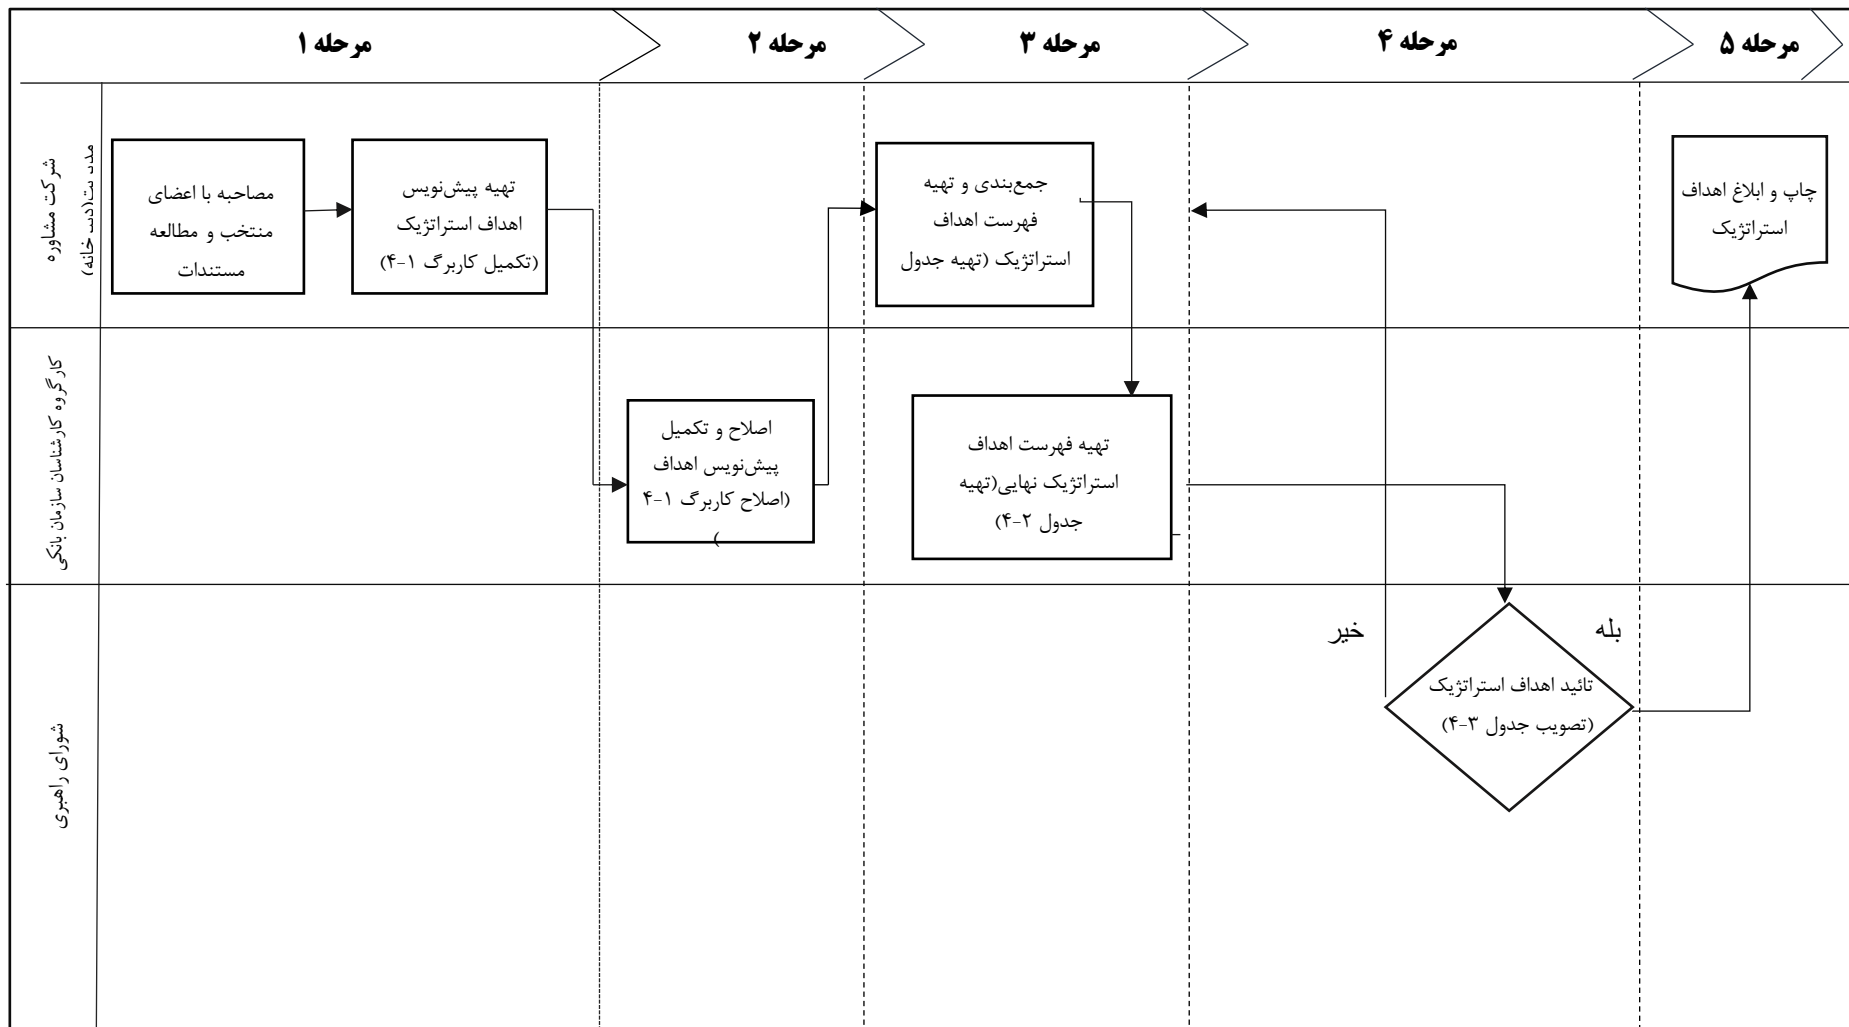 مرحله ۱
مرحله ۲
مرحله ۳
مرحله ۴
مرحله ۵
شرکت مشاوره
خانه)
مصاحبه با اعضای
منتخب و مطالعه
مستندات
تهیه پیش‌نویس
اهداف استراتژیک
(تکمیل کاربرگ ۱-۴)
جمع‌بندی و تهیه
فهرست اهداف
استراتژیک (تهیه جدول
چاپ و ابلاغ اهداف
استراتژیک
کارگروه کارشناسان سازمان بانکی
اصلاح و تکمیل
پیش‌نویس اهداف
(اصلاح کاربرگ ۱-۴
)
تهیه فهرست اهداف
استراتژیک نهایی(تهیه
جدول ۲-۴)
شورای راهبری
خیر
بله
تائید اهداف استراتژیک
(تصویب جدول ۳-۴)